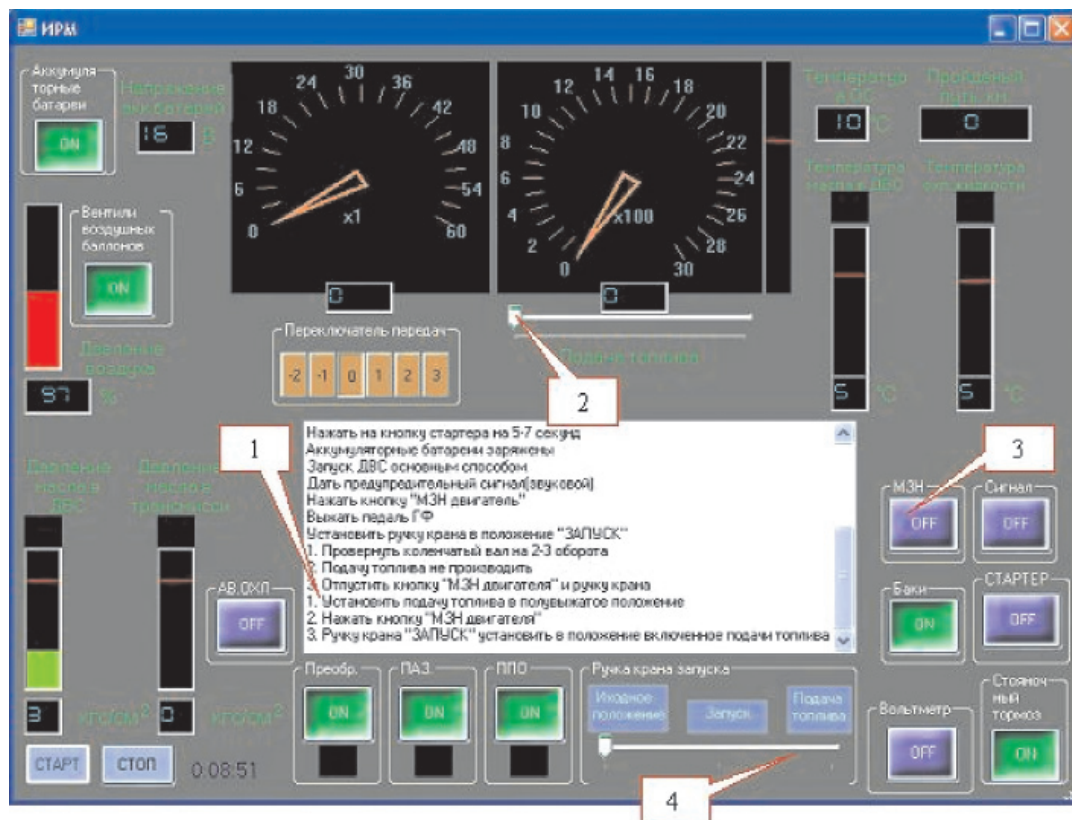 ИРМ
Аккумуля
торные
батареи
ON
Напряжение
акк.батарей
16 В
Вентили
воздушных
баллонов
ON
Давление
воздуха
97 %
0 6 12 18 24 30 36 42 48 54 60
x1
0
0 2 4 6 8 10 12 14 16 18 20 22 24 26 28 30
x100
0
Переключатель передач
-2 -1 0 1 2 3
Подача топлива
2
Температур
а ОС
10 °C
Пройденый
путь, км
0
Температура
масла в ДВС
5 °C
Температура
охл.жидкости
5 °C
1
Нажать на кнопку стартера на 5-7 секунд
Аккумуляторные батареии заряжены
Запуск ДВС основным способом
Дать предупредительный сигнал(звуковой)
Нажать кнопку "МЗН двигатель"
Выжать педаль ГФ
Установить ручку крана в положение "ЗАПУСК"
1. Провернуть коленчатый вал на 2-3 оборота
2. Подачу топлива не производить
3. Отпустить кнопку "МЗН двигателя" и ручку крана
1. Установить подачу топлива в полувыжатое положение
2. Нажать кнопку "МЗН двигателя"
3. Ручку крана "ЗАПУСК" установить в положение включенное подачи топлива
3
МЗН
OFF
Сигнал
OFF
Баки
ON
СТАРТЕР
OFF
Давление
масла в
ДВС
3 кгс/см2
Давление
масла в
трансмисси
0 кгс/см2
АВ.ОХЛ
OFF
Преобр.
ON
ПАЗ.
ON
ППО
ON
Ручка крана запуска
Иходное
положение
Запуск
Подача
топлива
4
Вольтметр
OFF
Стояноч
ный
тормоз
ON
СТАРТ
СТОП
0:08:51